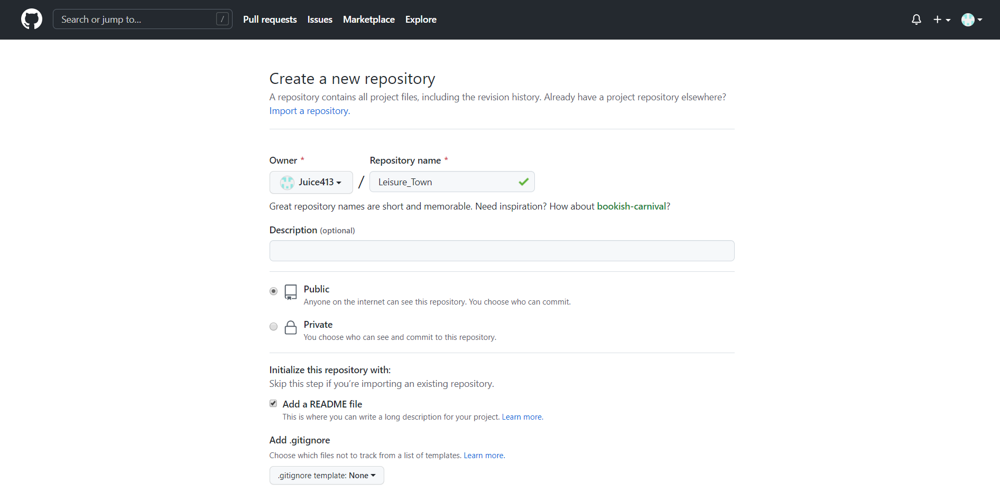 Search or jump to... /
Pull requests Issues Marketplace Explore
Create a new repository
A repository contains all project files, including the revision history. Already have a project repository elsewhere?
Import a repository.
Owner * Repository name *
Juice413 / Leisure_Town
Great repository names are short and memorable. Need inspiration? How about bookish-carnival?
Description (optional)
Public
Anyone on the internet can see this repository. You choose who can commit.
Private
You choose who can see and commit to this repository.
Initialize this repository with:
Skip this step if you’re importing an existing repository.
Add a README file
This is where you can write a long description for your project. Learn more.
Add .gitignore
Choose which files not to track from a list of templates. Learn more.
.gitignore template: None